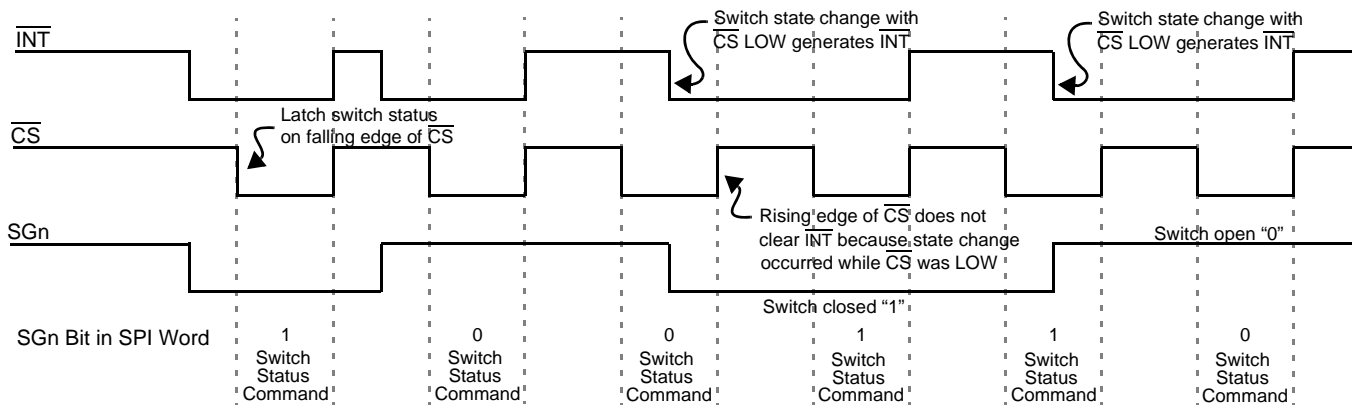 Switch state change with
CS LOW generates INT
Switch state change with
CS LOW generates INT
INT
Latch switch status
on falling edge of CS
CS
Rising edge of CS does not
clear INT because state change
occurred while CS was LOW
SGn
Switch open “0”
Switch closed “1”
SGn Bit in SPI Word
1
Switch
Status
Command
0
Switch
Status
Command
0
Switch
Status
Command
1
Switch
Status
Command
1
Switch
Status
Command
0
Switch
Status
Command